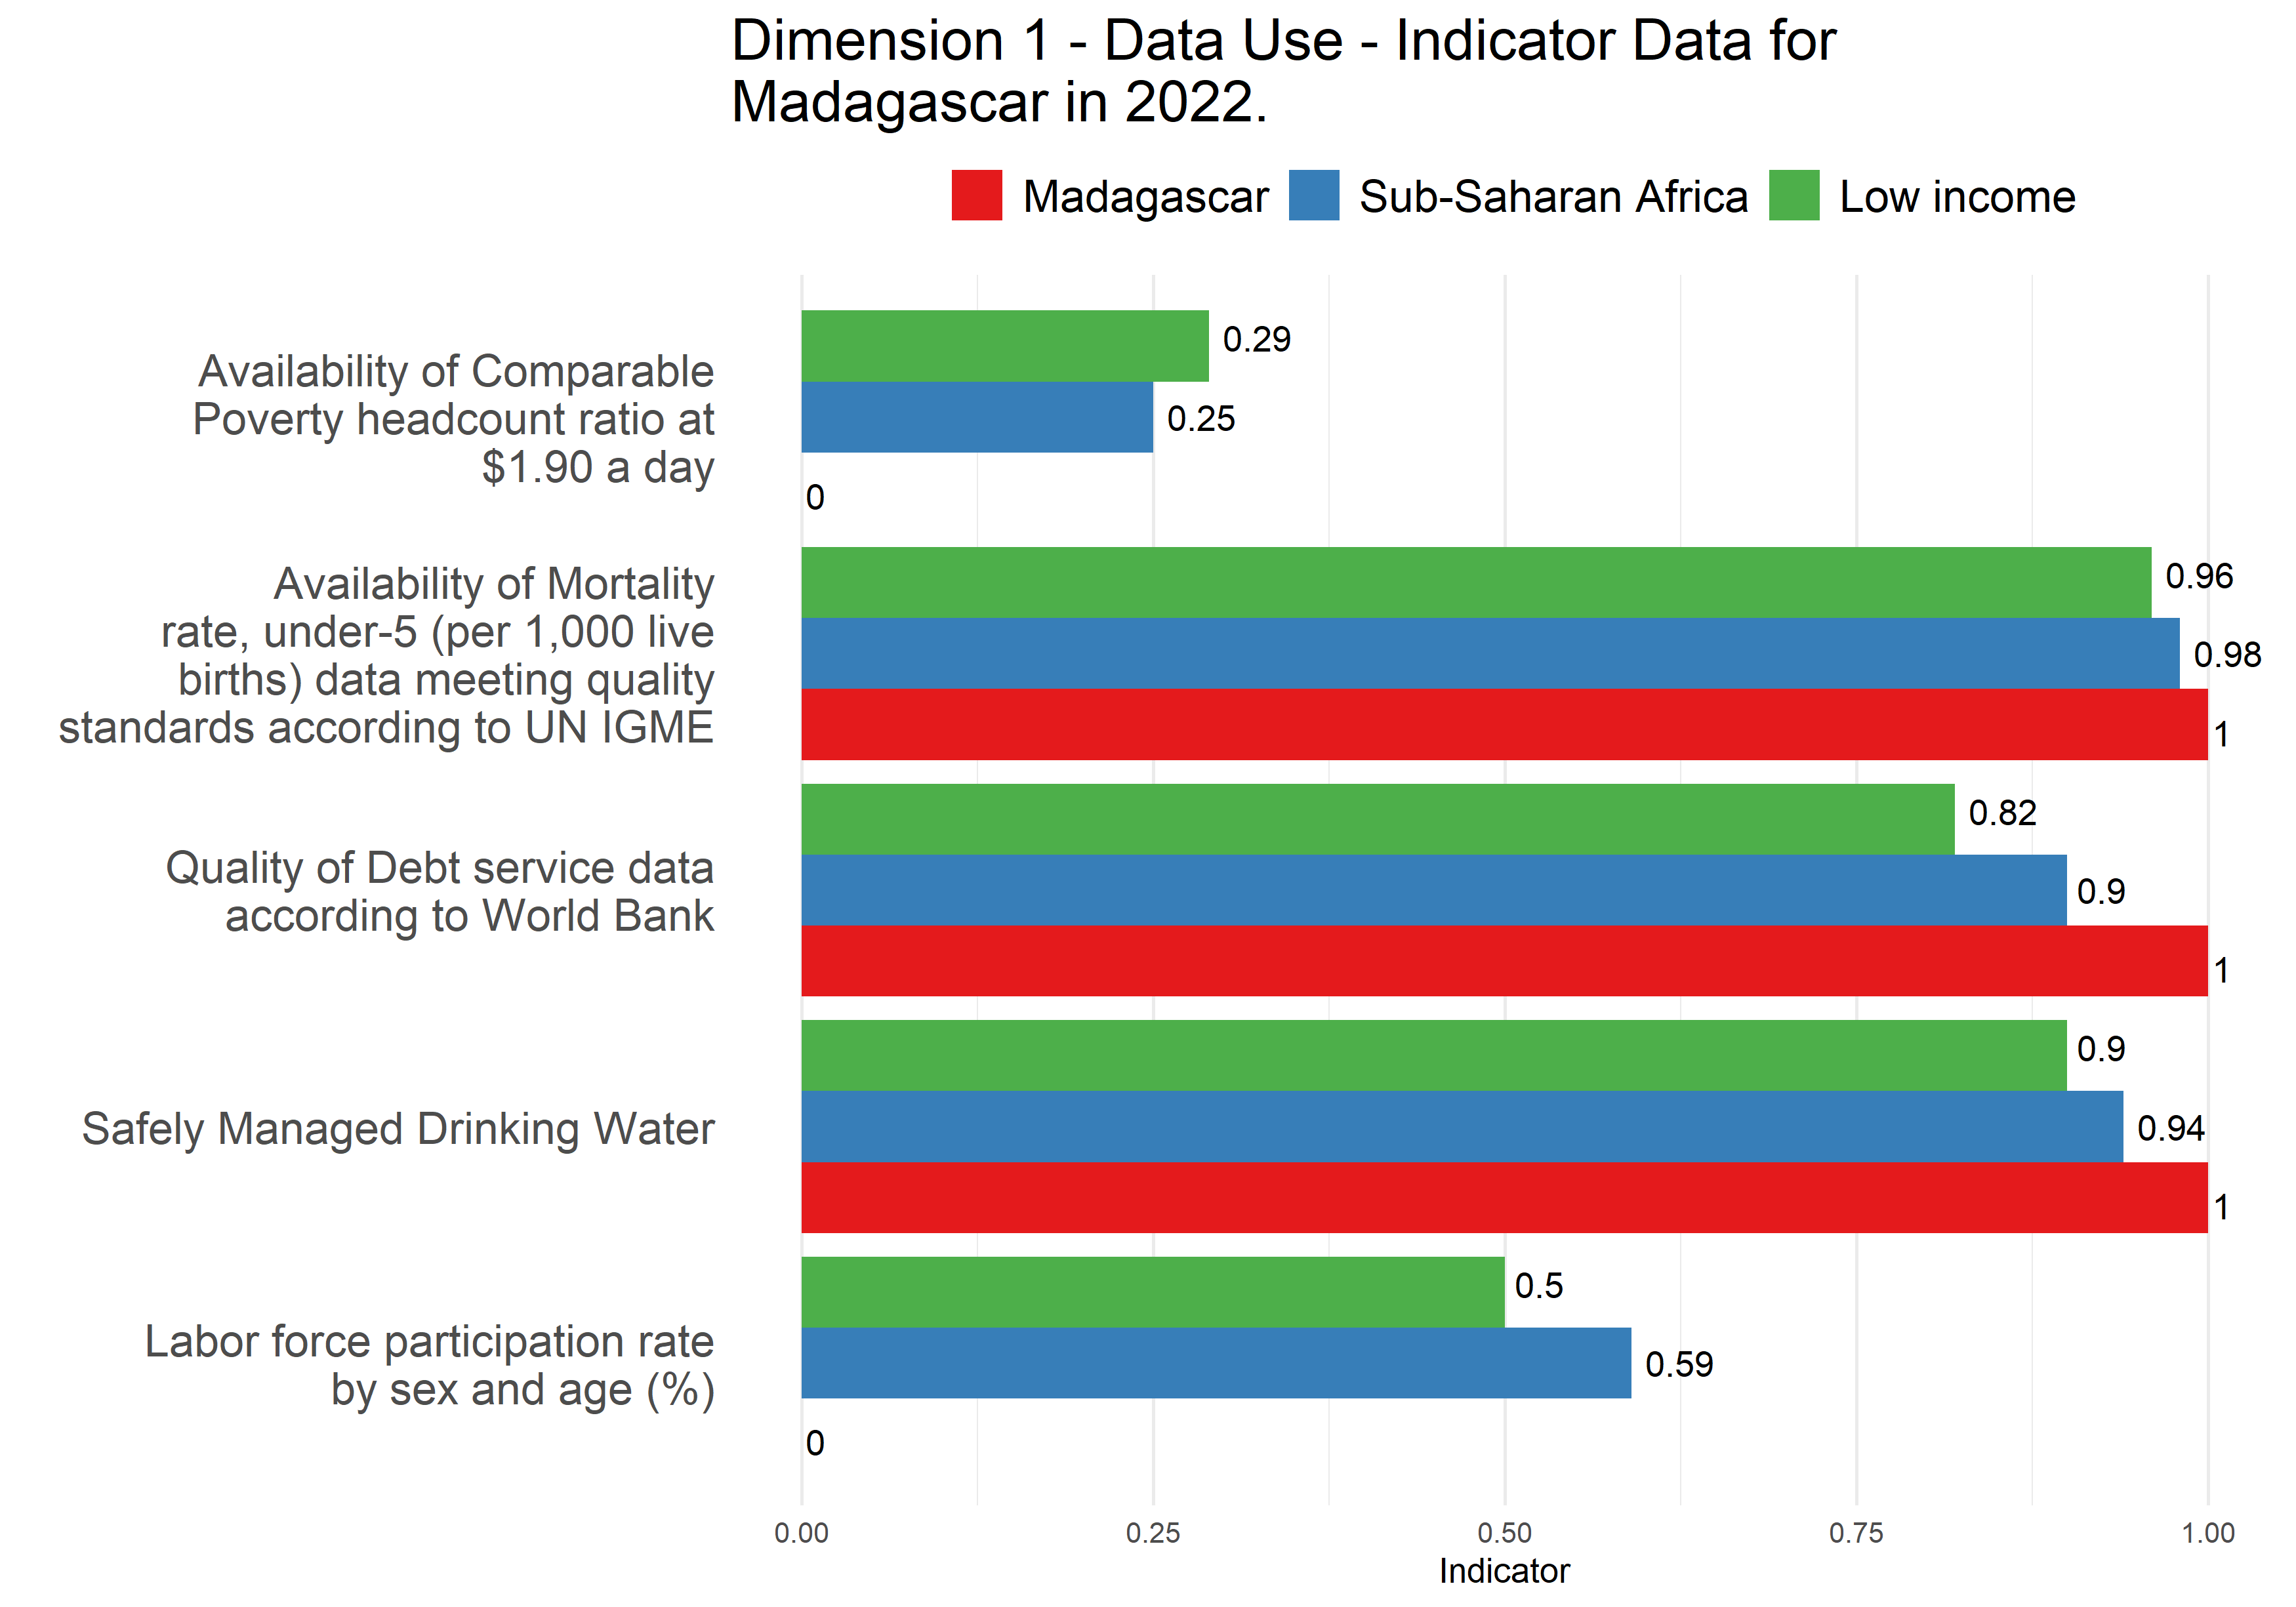 Dimension 1 - Data Use - Indicator Data for
Madagascar in 2022.
Madagascar Sub-Saharan Africa Low income
Availability of Comparable
Poverty headcount ratio at
$1.90 a day
0.29
0.25
0
Availability of Mortality
rate, under-5 (per 1,000 live
births) data meeting quality
standards according to UN IGME
0.96
0.98
1
Quality of Debt service data
according to World Bank
0.82
0.9
1
Safely Managed Drinking Water
0.9
0.94
1
Labor force participation rate
by sex and age (%)
0.5
0.59
0
0.00 0.25 0.50 0.75 1.00
Indicator